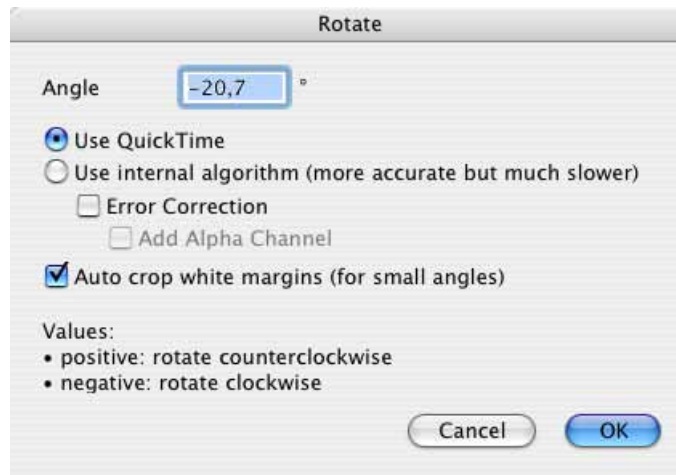 Rotate
Angle -20,7 °
Use QuickTime
Use internal algorithm (more accurate but much slower)
Error Correction
Add Alpha Channel
Auto crop white margins (for small angles)
Values:
• positive: rotate counterclockwise
• negative: rotate clockwise
Cancel OK